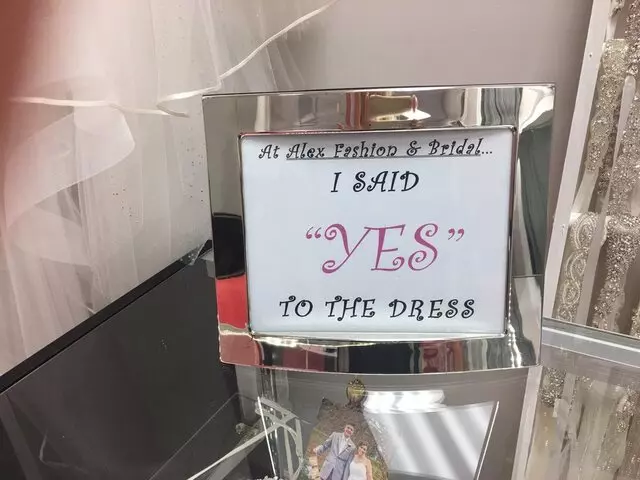 At Alex Fashion & Bridal...
I SAID
"YES"
TO THE DRESS